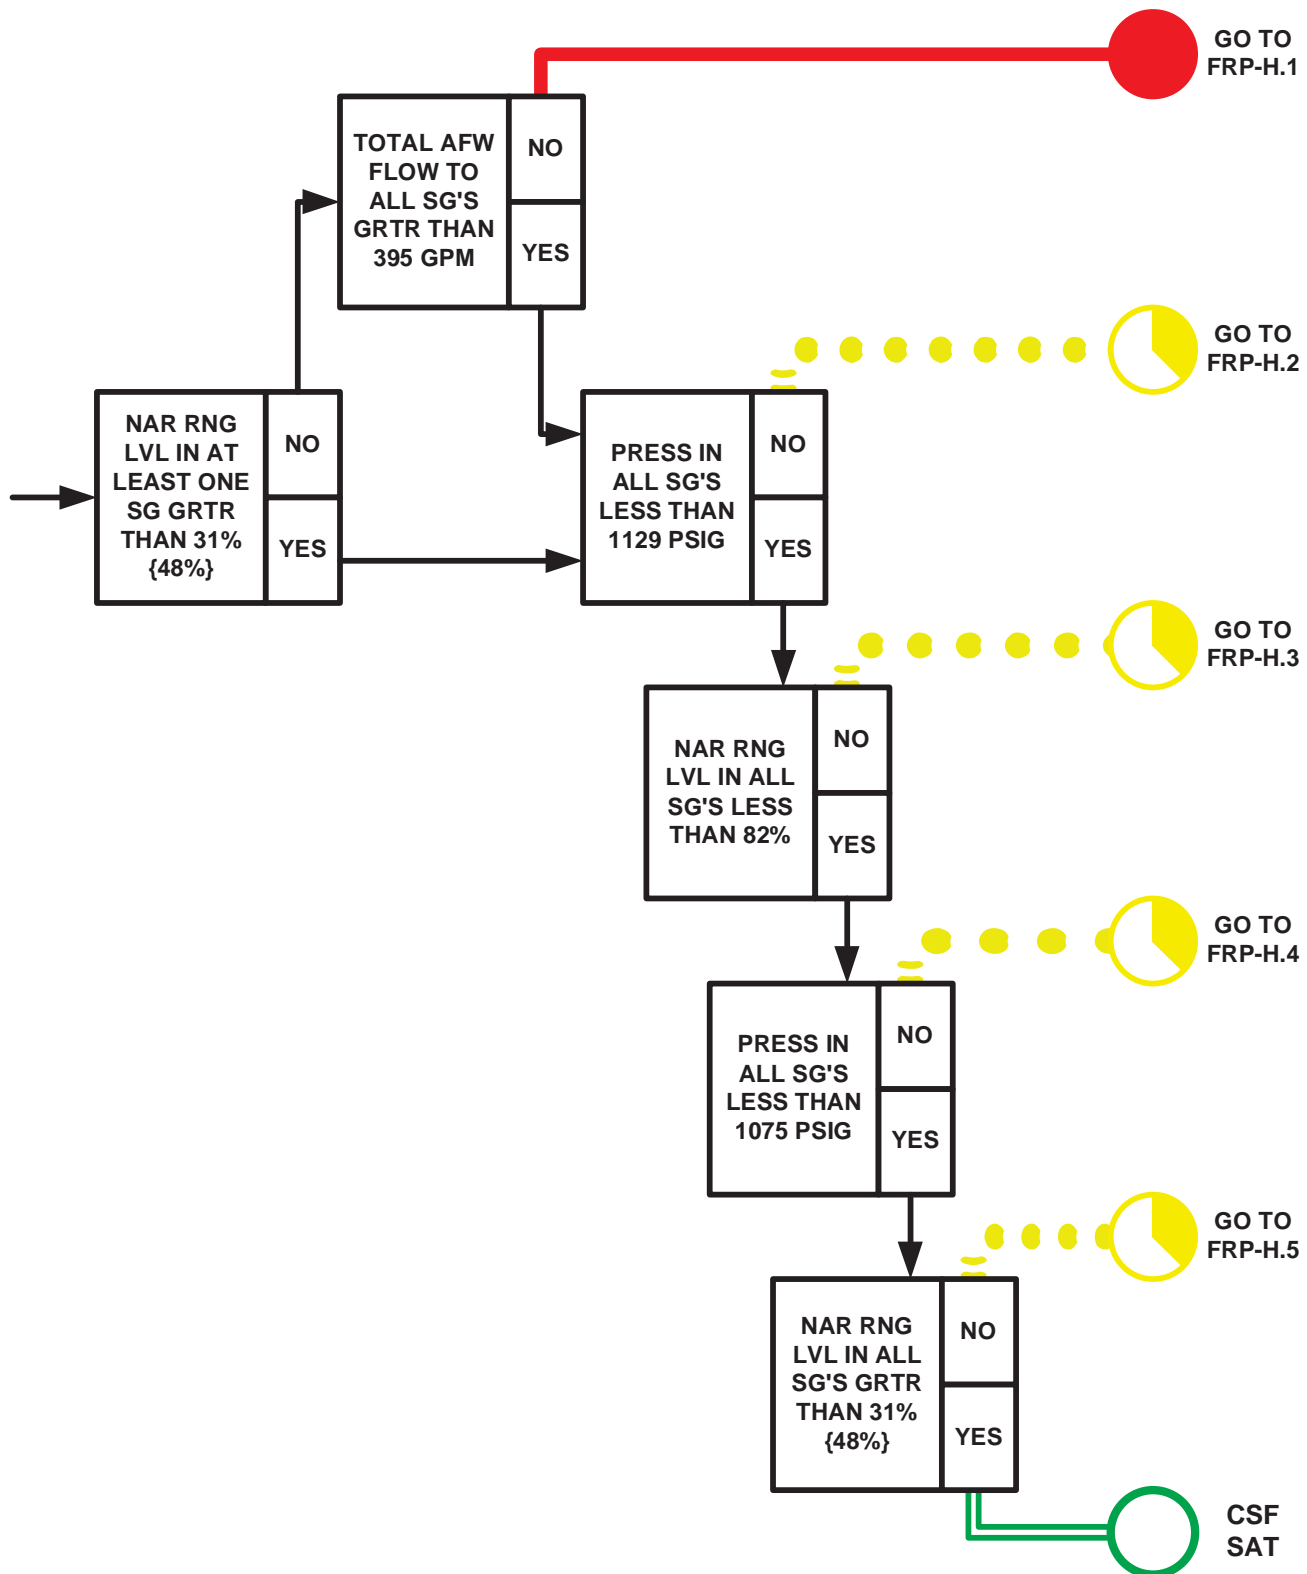 GO TO
FRP-H.1
TOTAL AFW
FLOW TO
ALL SG'S
GRTR THAN
395 GPM
NO
YES
GO TO
FRP-H.2
NAR RNG
LVL IN AT
LEAST ONE
SG GRTR
THAN 31%
{48%}
NO
YES
PRESS IN
ALL SG'S
LESS THAN
1129 PSIG
NO
YES
GO TO
FRP-H.3
NAR RNG
LVL IN ALL
SG'S LESS
THAN 82%
NO
YES
GO TO
FRP-H.4
PRESS IN
ALL SG'S
LESS THAN
1075 PSIG
NO
YES
GO TO
FRP-H.5
NAR RNG
LVL IN ALL
SG'S GRTR
THAN 31%
{48%}
NO
YES
CSF
SAT